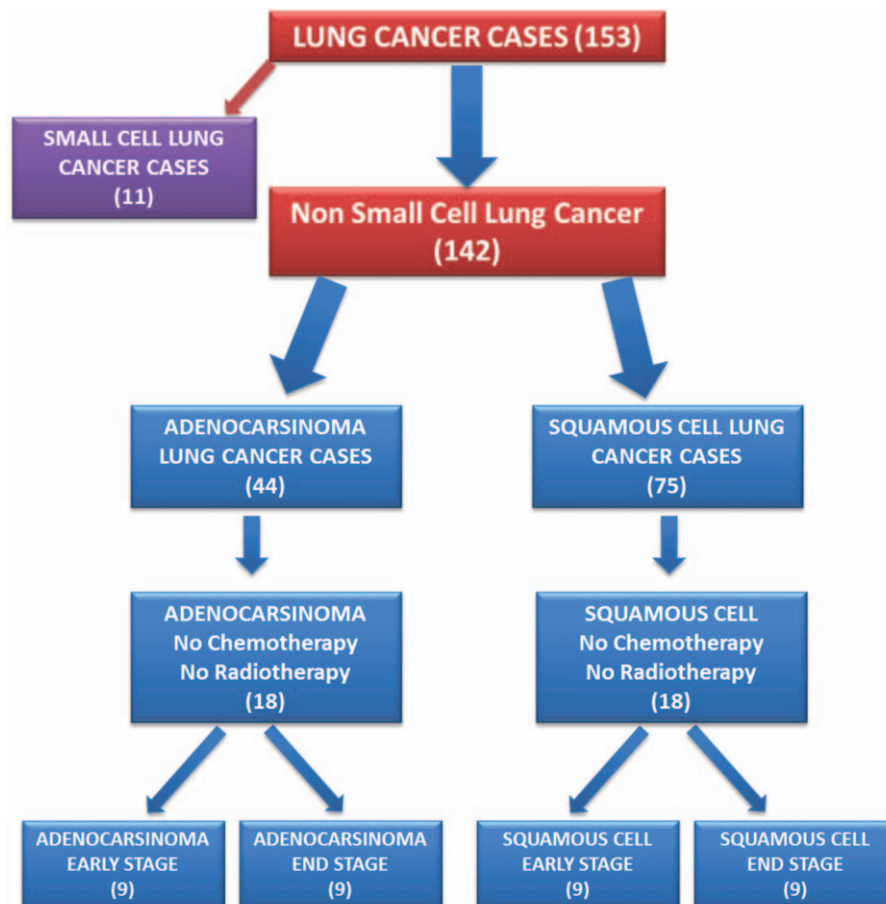 LUNG CANCER CASES (153)
SMALL CELL LUNG
CANCER CASES
(11)
Non Small Cell Lung Cancer
(142)
ADENOCARSINOMA
LUNG CANCER CASES
(44)
SQUAMOUS CELL LUNG
CANCER CASES
(75)
ADENOCARSINOMA
No Chemotherapy
No Radiotherapy
(18)
SQUAMOUS CELL
No Chemotherapy
No Radiotherapy
(18)
ADENOCARSINOMA
EARLY STAGE
(9)
ADENOCARSINOMA
END STAGE
(9)
SQUAMOUS CELL
EARLY STAGE
(9)
SQUAMOUS CELL
END STAGE
(9)